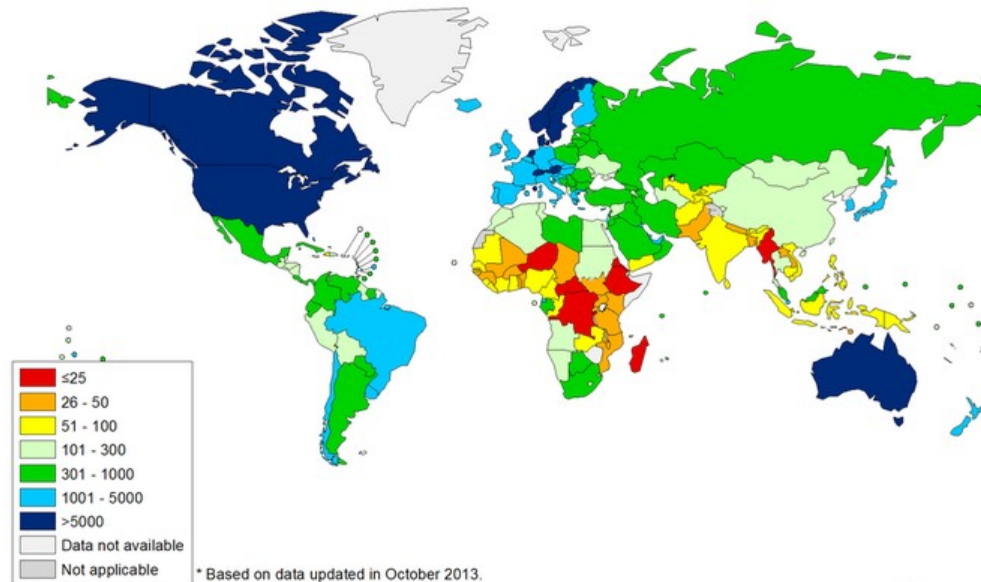 ≤25
26 - 50
51 - 100
101 - 300
301 - 1000
1001 - 5000
>5000
Data not available
Not applicable
* Based on data updated in October 2013.